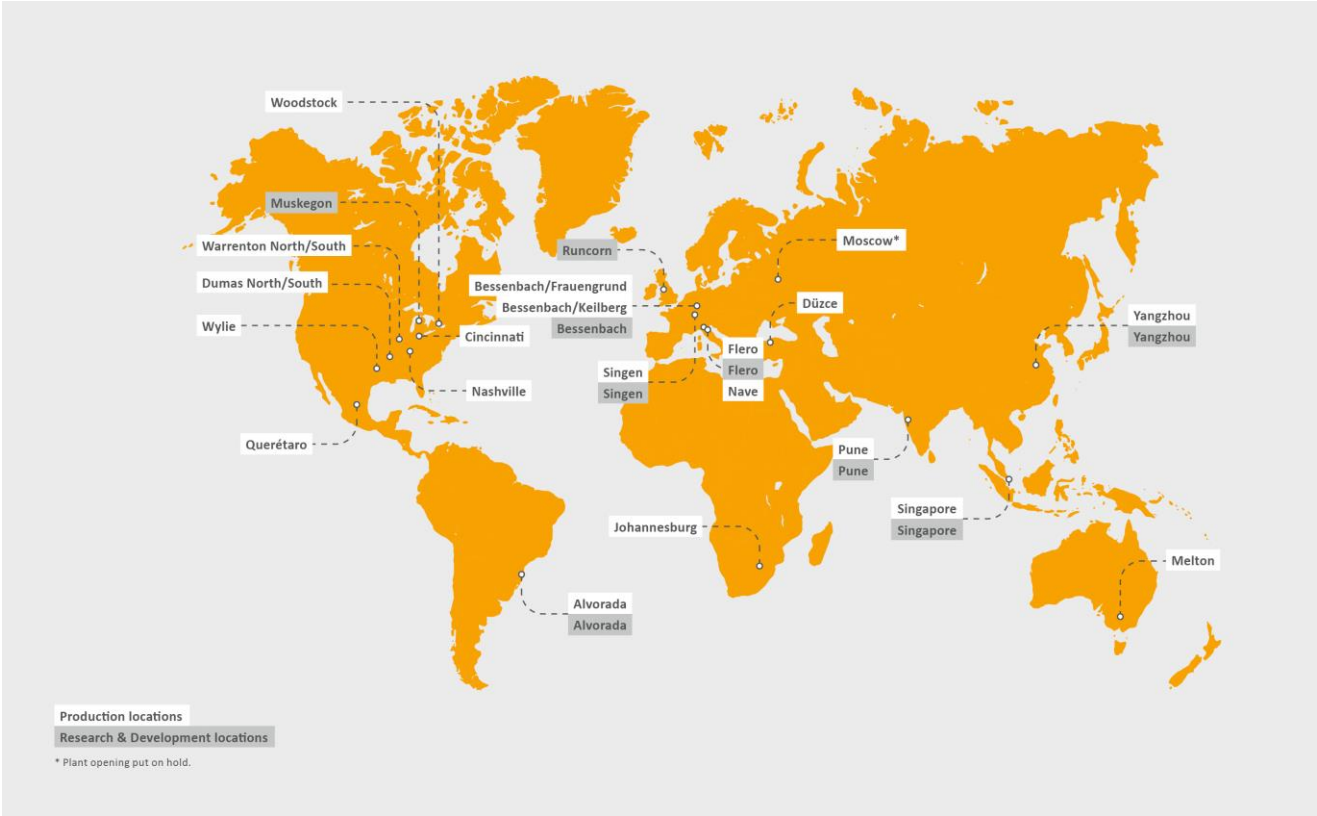 Woodstock
Muskegon
Warrenton North/South
Dumas North/South
Wylie
Cincinnati
Nashville
Querétaro
Alvorada
Alvorada
Runcorn
Bessenbach/Frauengrund
Bessenbach/Keilberg
Bessenbach
Singen
Singen
Flero
Flero
Nave
Moscow*
Düzce
Johannesburg
Yangzhou
Yangzhou
Pune
Pune
Singapore
Singapore
Melton
Production locations
Research & Development locations
* Plant opening put on hold.